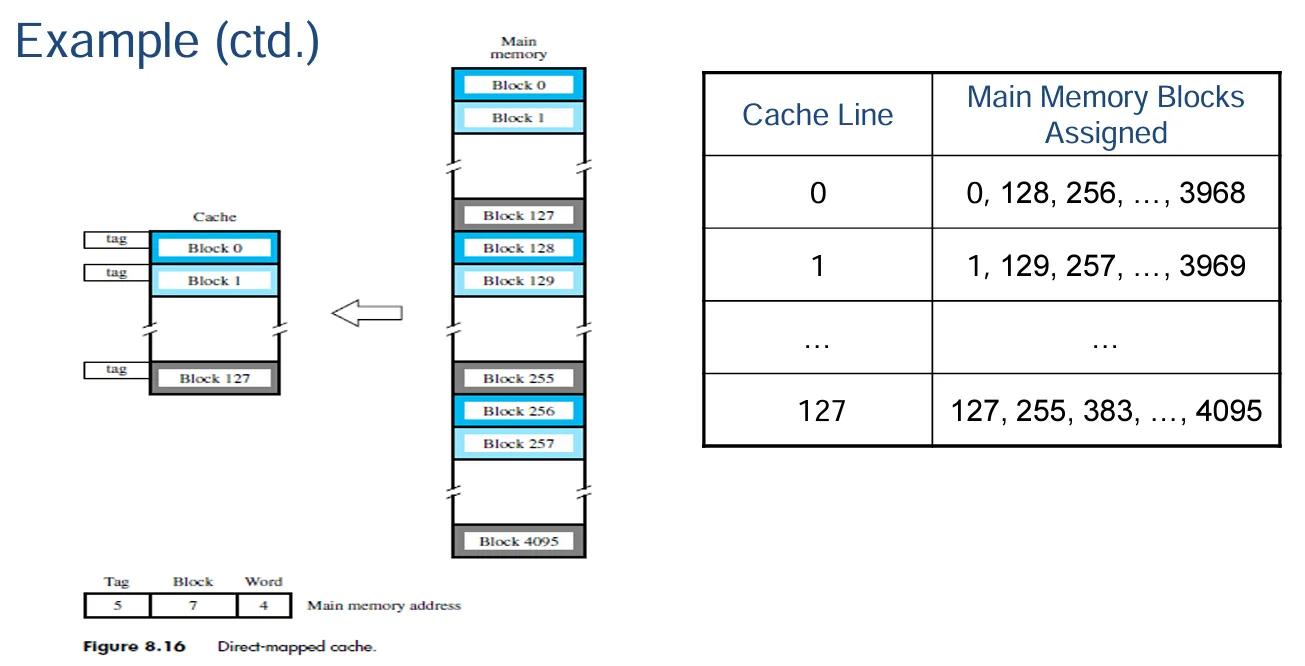 Example (ctd.)
Main
memory
Block 0
Block 1
Block 127
Block 128
Block 129
Block 255
Block 256
Block 257
Block 4095
Cache
tag
Block 0
tag
Block 1
tag
Block 127
Tag Block Word
5 7 4 Main memory address
Figure 8.16 Direct-mapped cache.
Cache Line Main Memory Blocks
Assigned
0 0, 128, 256, …, 3968
1 1, 129, 257, …, 3969
… …
127 127, 255, 383, …, 4095